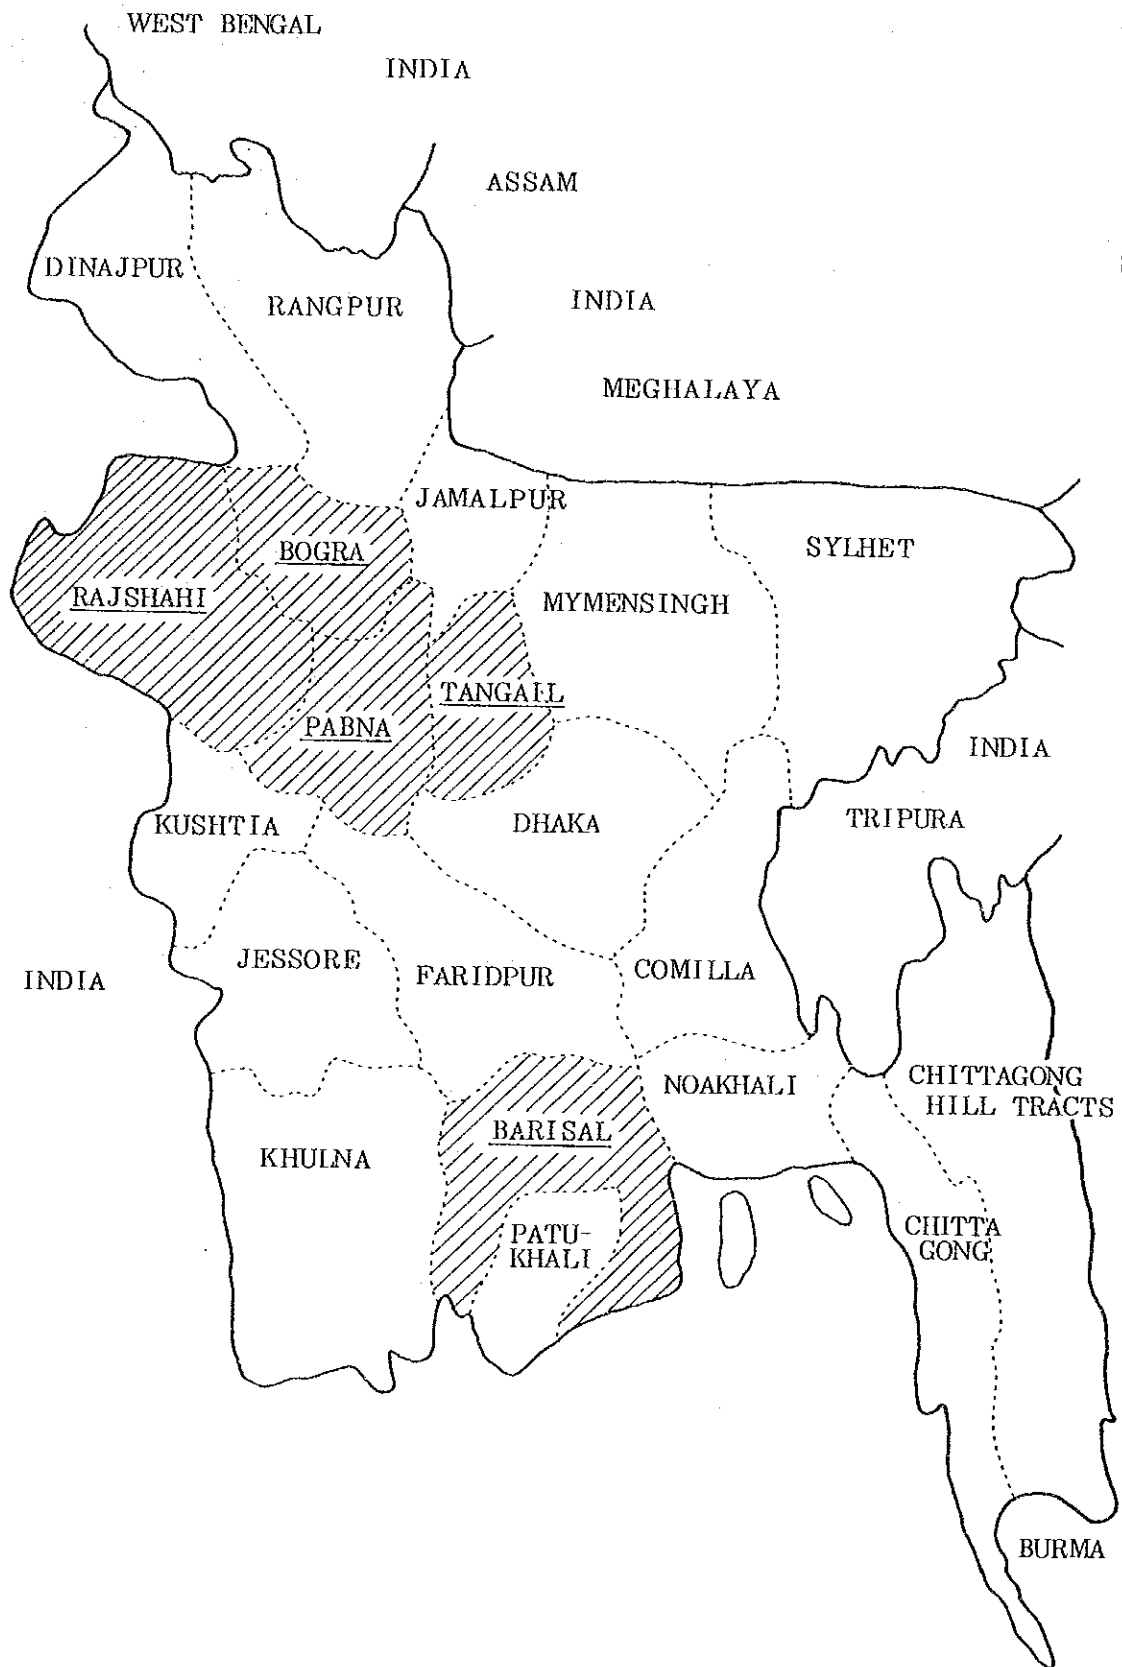 WEST BENGAL
INDIA
ASSAM
DINAJPUR
RANGPUR
INDIA
MEGHALAYA
JAMALPUR
SYLHET
BOGRA
RAJSHAHI
MYMENSINGH
TANGAIL
PABNA
INDIA
KUSHTIA
DHAKA
TRIPURA
JESSORE
FARIDPUR
COMILLA
INDIA
NOAKHALI
CHITTAGONG
HILL TRACTS
BARISAL
KHULNA
PATU-
KHALI
CHITTA
GONG
BURMA